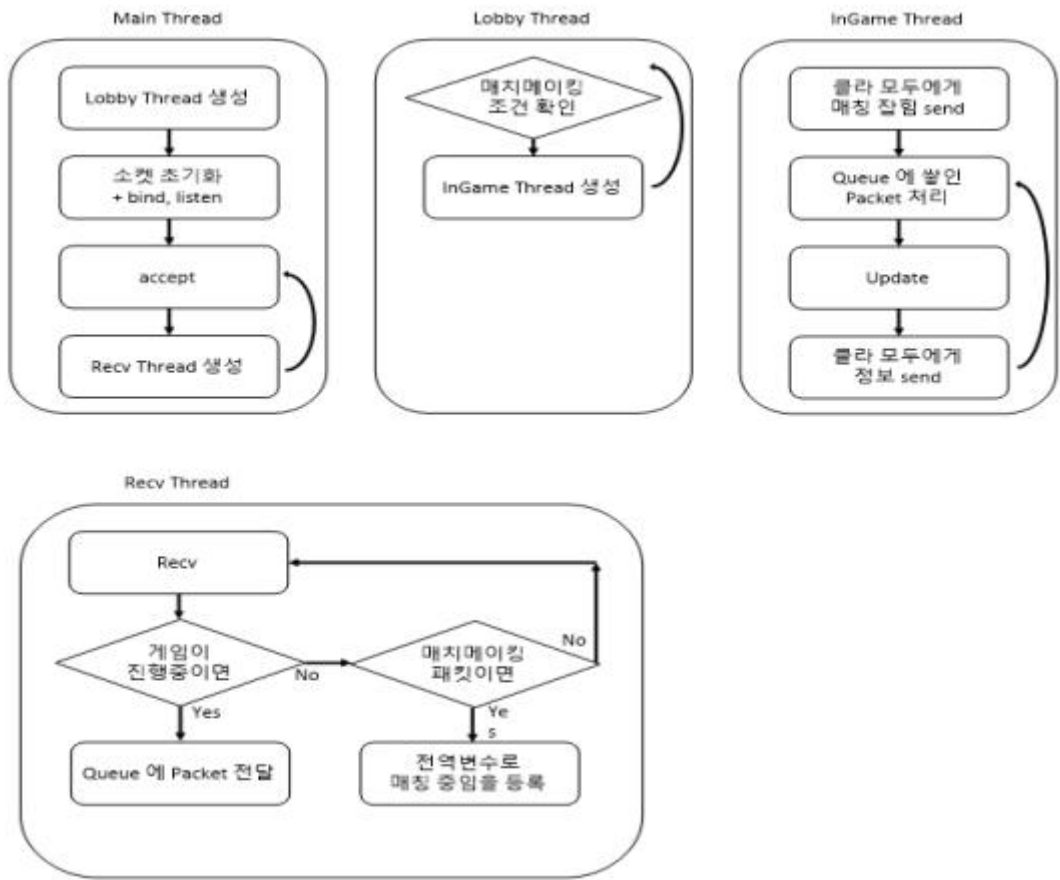 Main Thread
Lobby Thread 생성
소켓 초기화
+ bind, listen
accept
Recv Thread 생성
Lobby Thread
매치메이킹
조건 확인
InGame Thread 생성
InGame Thread
클라 모두에게
매칭 잡힘 send
Queue 에 쌓인
Packet 처리
Update
클라 모두에게
정보 send
Recv Thread
Recv
게임이
진행중이면
No
Yes
Queue 에 Packet 전달
매치메이킹
패킷이면
No
Ye
s
전역변수로
매칭 중임을 등록